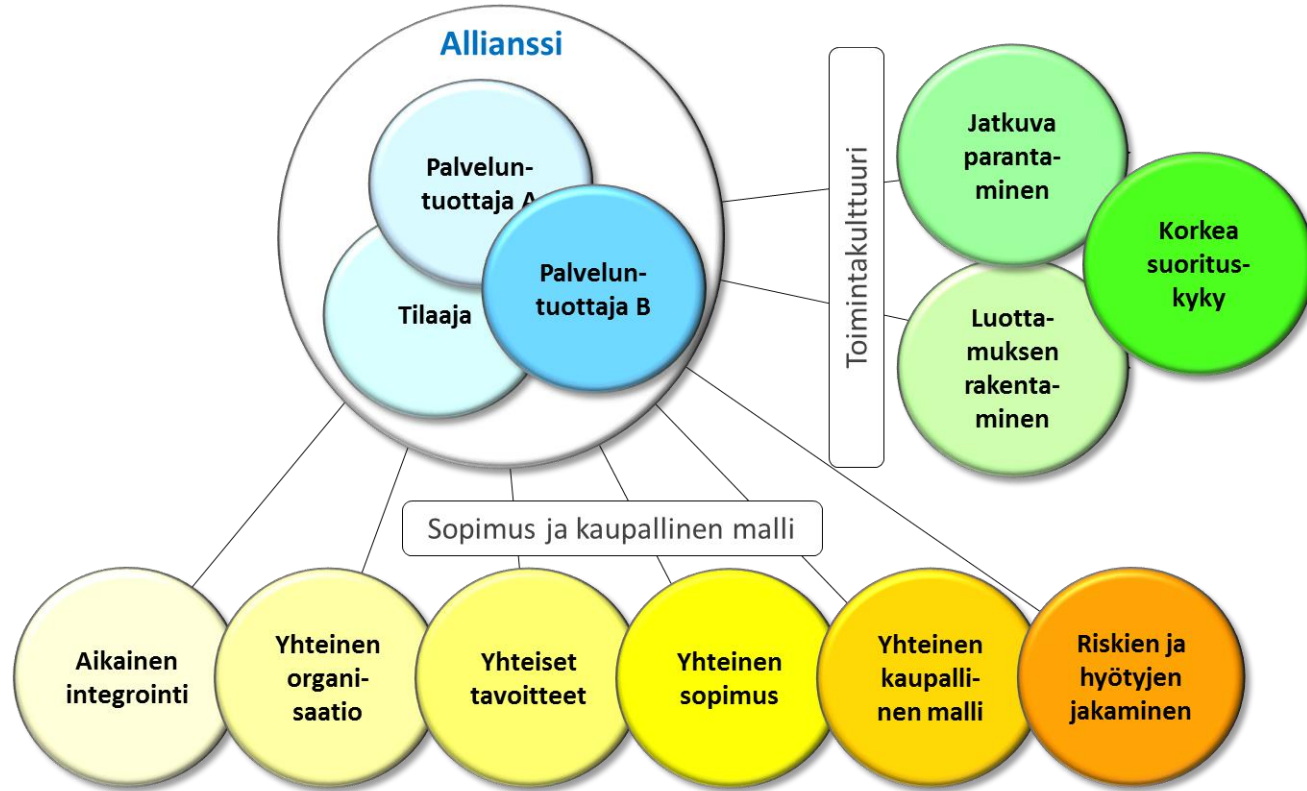 Allianssi
Palvelun-
tuottaja A
Palvelun-
tuottaja B
Tilaaja
Toimintakulttuuri
Jatkuva
paranta-
minen
Korkea
suoritus-
kyky
Luotta-
muksen
rakenta-
minen
Sopimus ja kaupallinen malli
Aikainen
integrointi
Yhteinen
organi-
saatio
Yhteiset
tavoitteet
Yhteinen
sopimus
Yhteinen
kaupalli-
nen malli
Riskien ja
hyötyjen
jakaminen